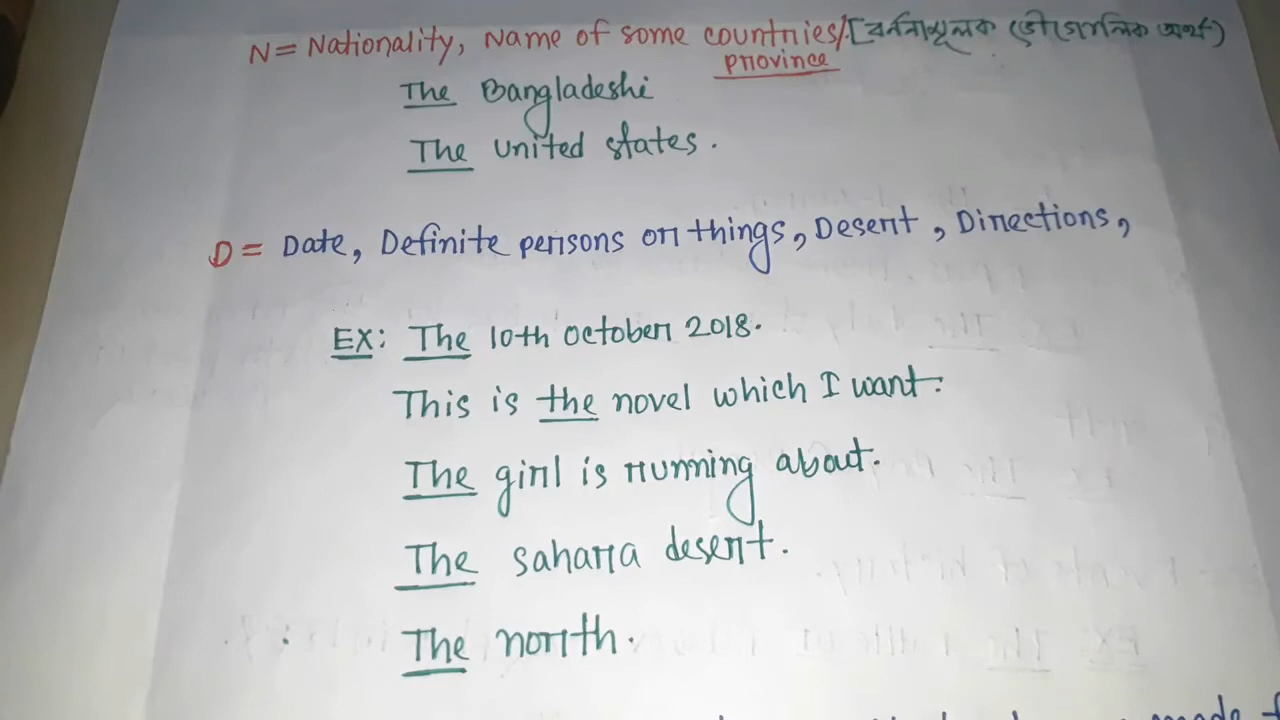 N = Nationality, Name of some countries/ [বর্ননামূলক ভৌগোলিক অর্থে)
province
The Bangladeshi
The United states.
D = Date, Definite persons or things, Desert, Directions,
EX: The 10th October 2018.
This is the novel which I want.
The girl is running about.
The sahara desert.
The north.
made